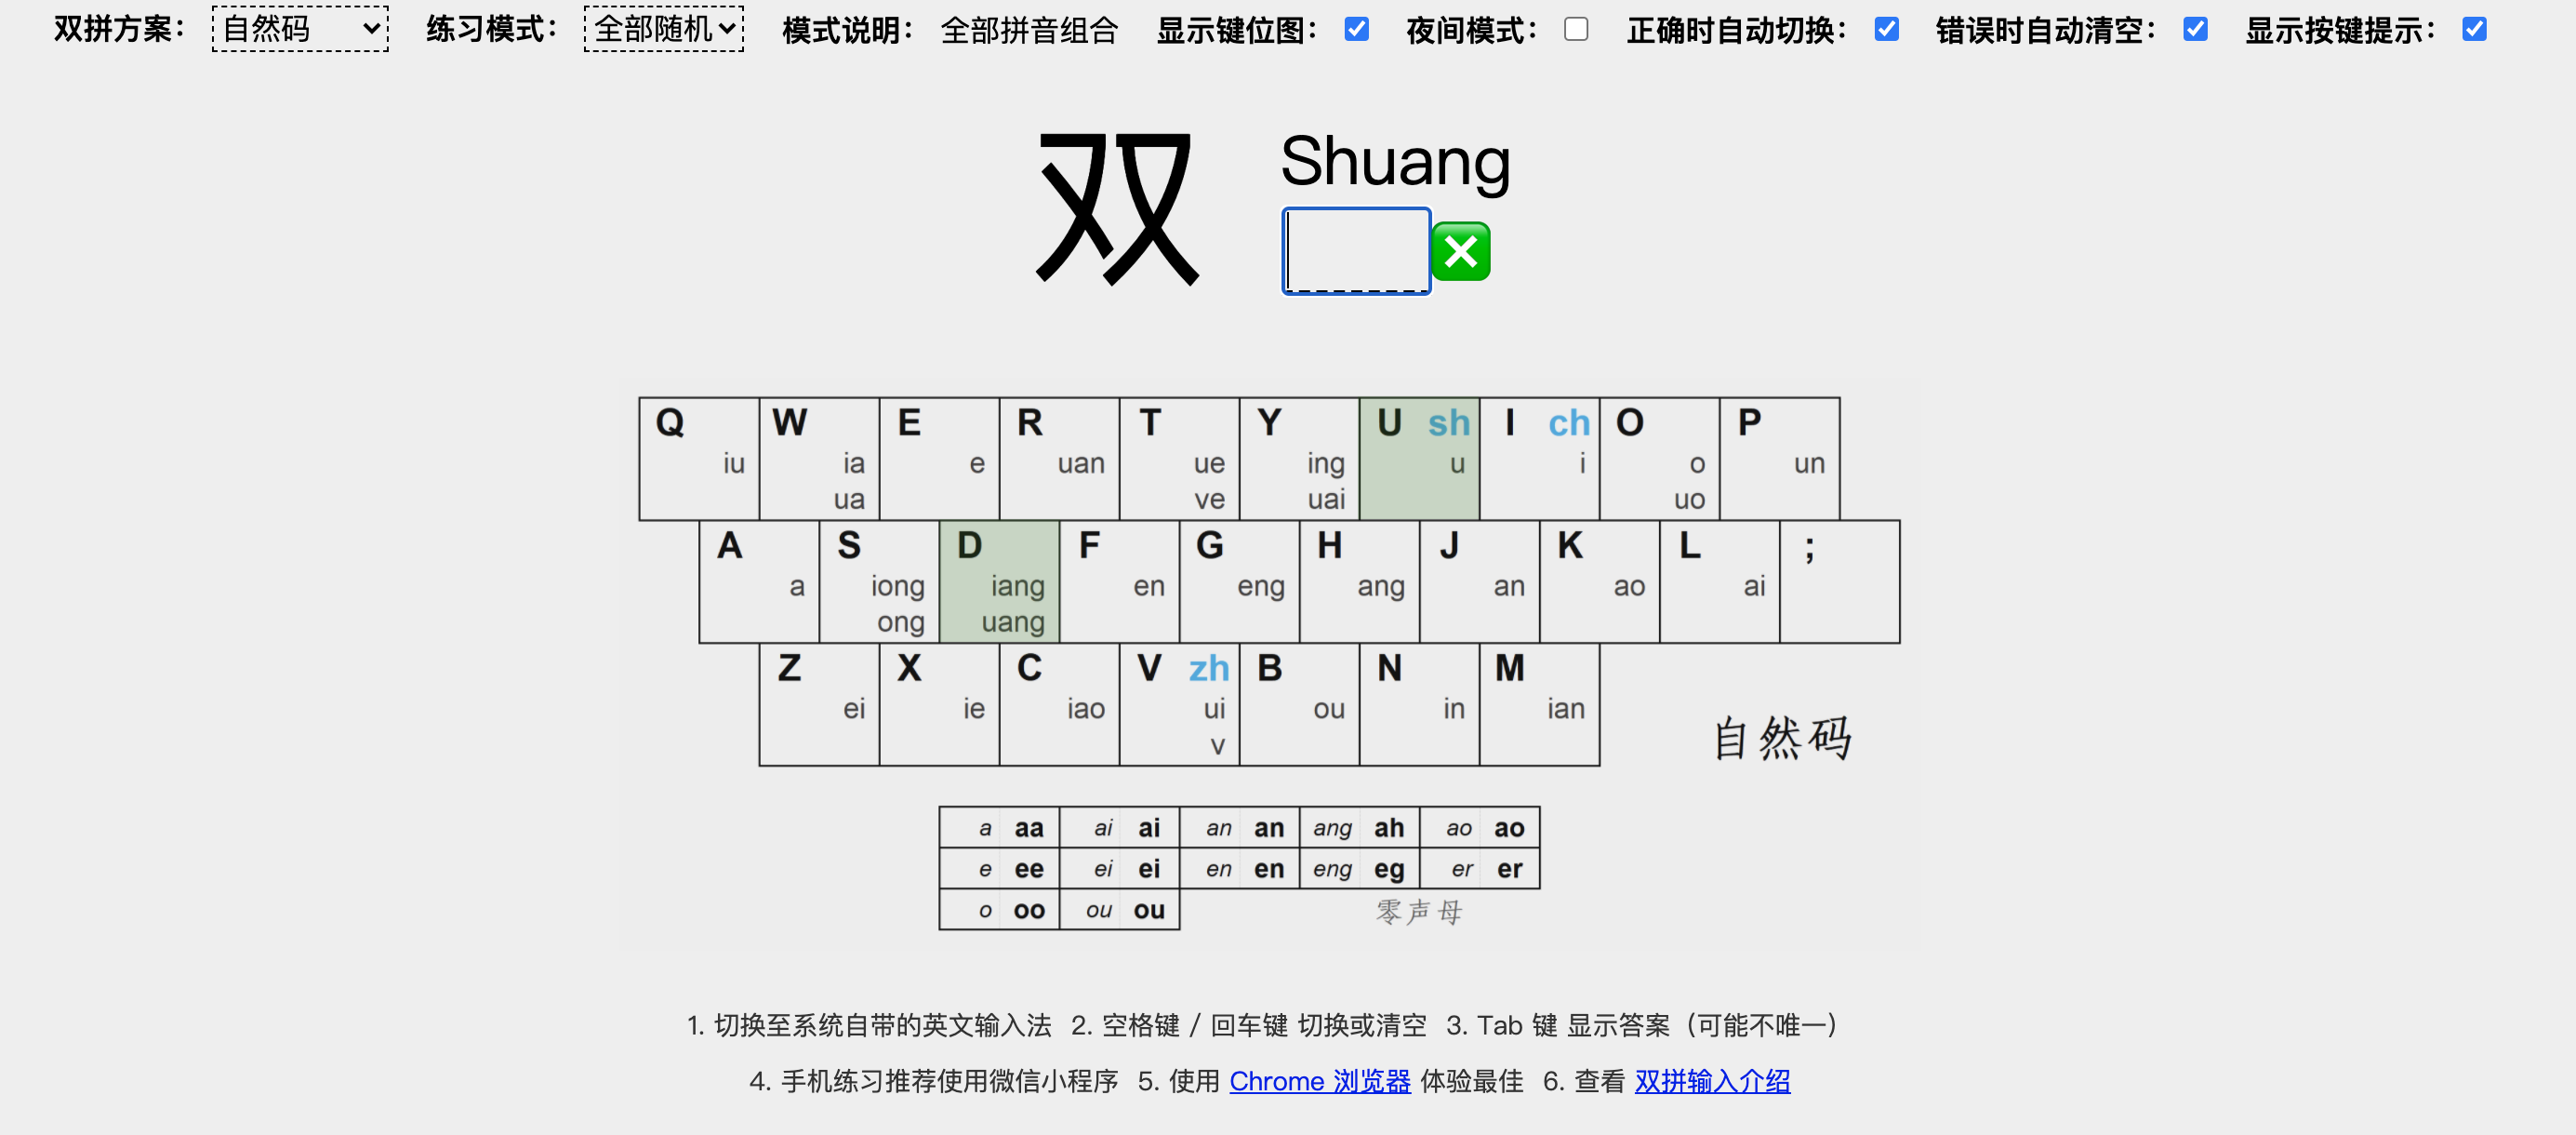 双拼方案： 自然码 练习模式： 全部随机 模式说明： 全部拼音组合 显示键位图： 夜间模式： 正确时自动切换： 错误时自动清空： 显示按键提示：
双 Shuang
Q W E R T Y U sh I ch O P
iu ia e uan ue ing u i o un
ua ve uai uo
A S D F G H J K L ;
a iong iang en eng ang an ao ai
ong uang
Z X C V zh B N M
ei ie iao ui ou in ian
v
自然码
a aa ai ai an an ang ah ao ao
e ee ei ei en en eng eg er er
o oo ou ou 零声母
1. 切换至系统自带的英文输入法 2. 空格键 / 回车键 切换或清空 3. Tab 键 显示答案（可能不唯一）
4. 手机练习推荐使用微信小程序 5. 使用 Chrome 浏览器 体验最佳 6. 查看 双拼输入介绍